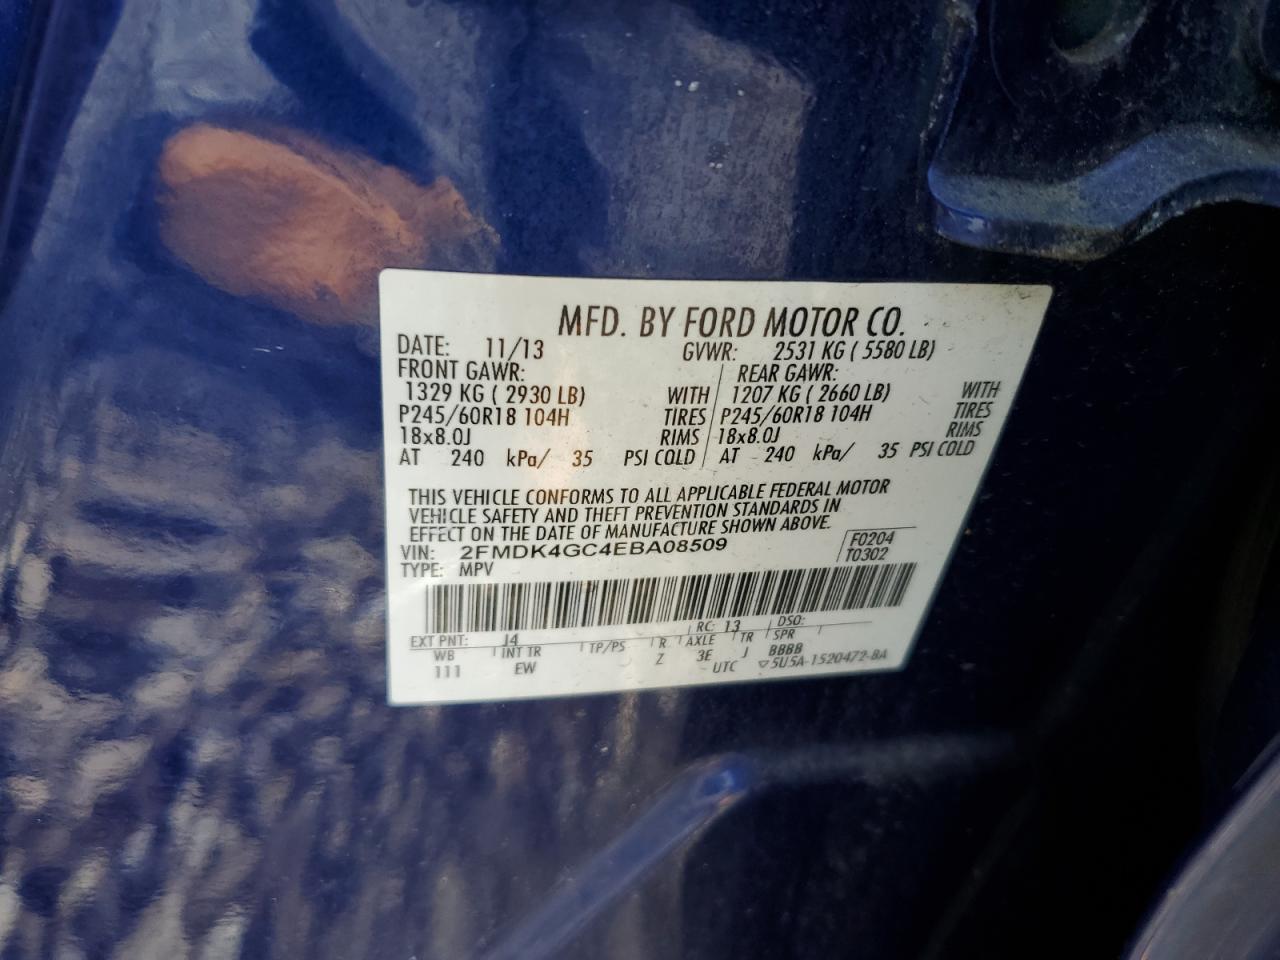 MFD. BY FORD MOTOR CO.
DATE: 11/13 GVWR: 2531 KG ( 5580 LB)
FRONT GAWR: REAR GAWR:
1329 KG ( 2930 LB) WITH 1207 KG ( 2660 LB) WITH
P245/60R18 104H TIRES P245/60R18 104H TIRES
18x8.0J RIMS 18x8.0J RIMS
AT 240 kPa/ 35 PSI COLD AT 240 kPa/ 35 PSI COLD
THIS VEHICLE CONFORMS TO ALL APPLICABLE FEDERAL MOTOR
VEHICLE SAFETY AND THEFT PREVENTION STANDARDS IN
EFFECT ON THE DATE OF MANUFACTURE SHOWN ABOVE.
VIN: 2FMDK4GC4EBA08509 F0204
TYPE: MPV T0302
EXT PNT: J4 RC: 13 DSO:
WB INT TR TP/PS R AXLE TR SPR
111 EW Z 3E J BBBB
UTC ▽5U5A-1520472-BA